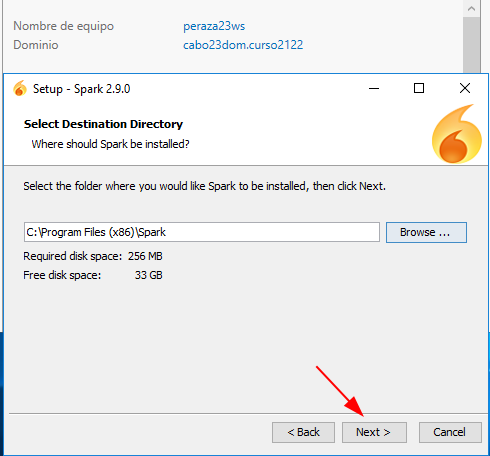 Nombre de equipo peraza23ws
Dominio cabo23dom.curso2122
Setup - Spark 2.9.0
Select Destination Directory
Where should Spark be installed?
Select the folder where you would like Spark to be installed, then click Next.
C:\Program Files (x86)\Spark Browse ...
Required disk space: 256 MB
Free disk space: 33 GB
< Back Next > Cancel